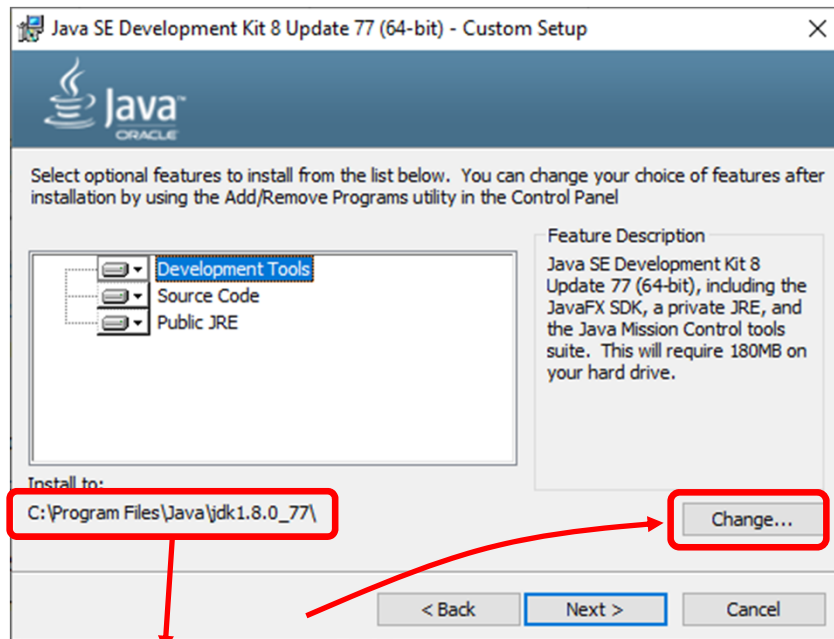 Java SE Development Kit 8 Update 77 (64-bit) - Custom Setup
Java™
ORACLE
Select optional features to install from the list below. You can change your choice of features after
installation by using the Add/Remove Programs utility in the Control Panel
Development Tools
Source Code
Public JRE
Feature Description
Java SE Development Kit 8
Update 77 (64-bit), including the
JavaFX SDK, a private JRE, and
the Java Mission Control tools
suite. This will require 180MB on
your hard drive.
Install to:
C:\Program Files\Java\jdk1.8.0_77\
Change...
< Back
Next >
Cancel